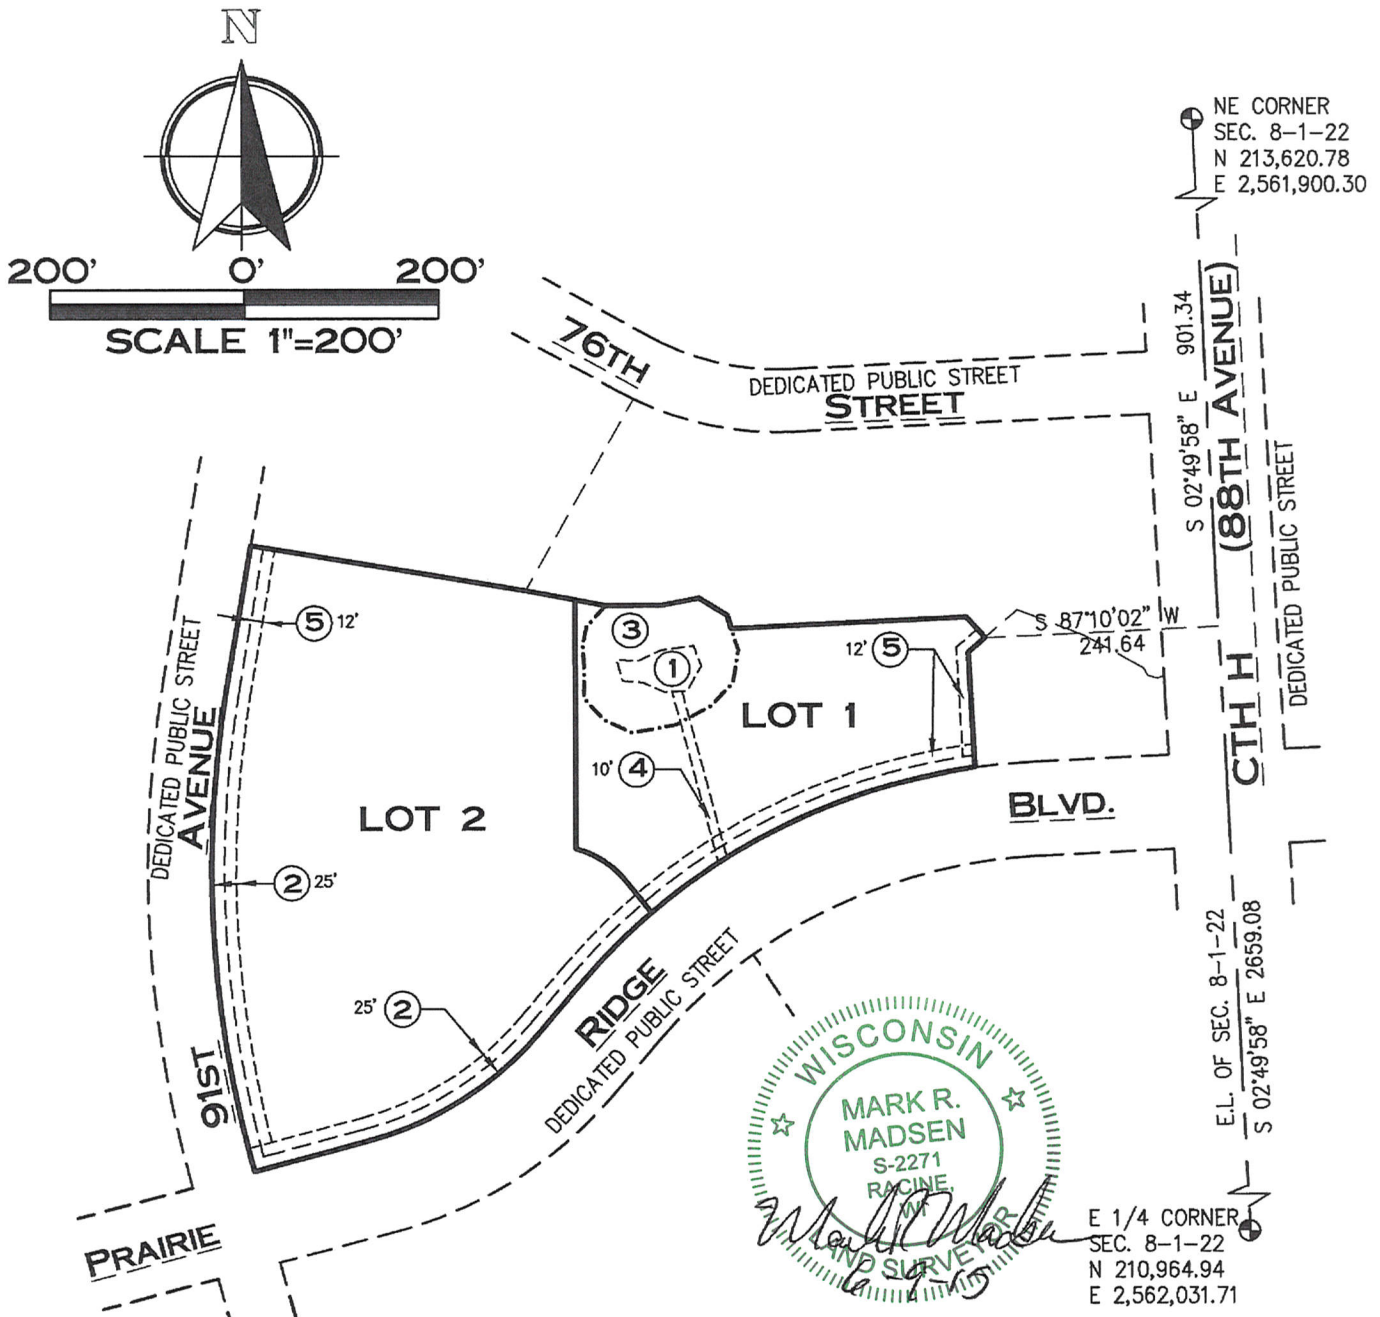 N
200' 0' 200'
SCALE 1"=200'
NE CORNER
SEC. 8-1-22
N 213,620.78
E 2,561,900.30
76TH
DEDICATED PUBLIC STREET
STREET
S 02°49'58" E 901.34
CTH H (88TH AVENUE)
DEDICATED PUBLIC STREET
5 12'
3
1
12' 5
S 87°10'02" W
241.64
LOT 1
10' 4
LOT 2
2 25'
25' 2
91ST AVENUE
DEDICATED PUBLIC STREET
PRAIRIE RIDGE BLVD.
DEDICATED PUBLIC STREET
E.L. OF SEC. 8-1-22
S 02°49'58" E 2659.08
WISCONSIN
MARK R.
MADSEN
S-2271
RACINE,
WI
LAND SURVEYOR
Mark R Madsen
6-9-15
E 1/4 CORNER
SEC. 8-1-22
N 210,964.94
E 2,562,031.71